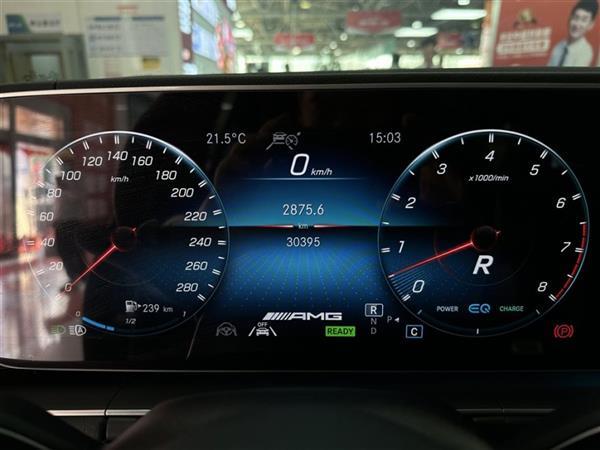 21.5°C
15:03
0 km/h
2875.6
km
30395
0
20
40
60
80
100
120
140
160
180
200
220
240
260
280
km/h
0
1/2
239 km
0
1
2
3
4
5
6
7
8
x1000/min
R
AMG
OFF
READY
R
N
D
P
C
POWER
EQ
CHARGE
A
P